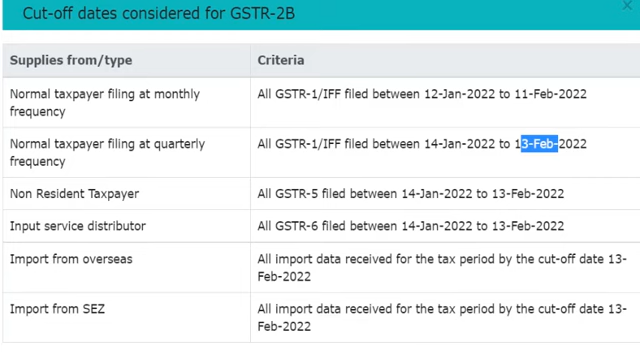 Cut-off dates considered for GSTR-2B
Supplies from/type
Criteria
Normal taxpayer filing at monthly
frequency
All GSTR-1/IFF filed between 12-Jan-2022 to 11-Feb-2022
Normal taxpayer filing at quarterly
frequency
All GSTR-1/IFF filed between 14-Jan-2022 to 13-Feb-2022
Non Resident Taxpayer
All GSTR-5 filed between 14-Jan-2022 to 13-Feb-2022
Input service distributor
All GSTR-6 filed between 14-Jan-2022 to 13-Feb-2022
Import from overseas
All import data received for the tax period by the cut-off date 13-
Feb-2022
Import from SEZ
All import data received for the tax period by the cut-off date 13-
Feb-2022